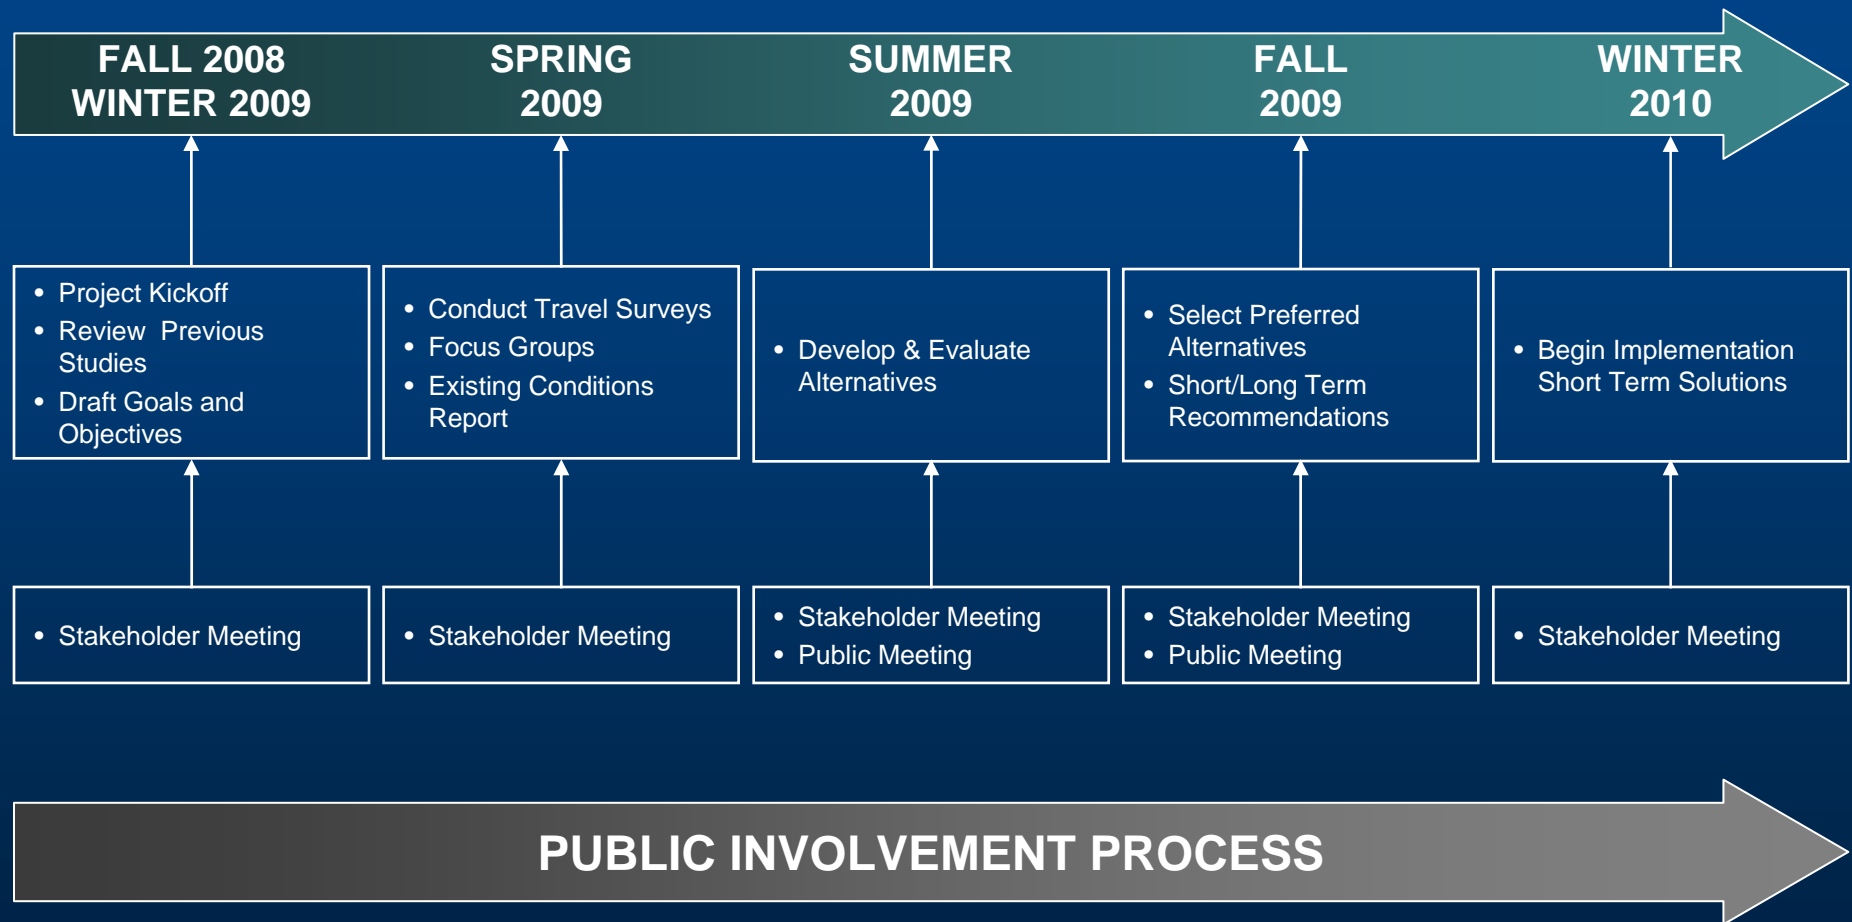 FALL 2008
WINTER 2009
SPRING
2009
SUMMER
2009
FALL
2009
WINTER
2010
• Project Kickoff
• Review  Previous
Studies
• Draft Goals and
Objectives
• Conduct Travel Surveys
• Focus Groups
• Existing Conditions
Report
• Develop & Evaluate
Alternatives
• Select Preferred
Alternatives
• Short/Long Term
Recommendations
• Begin Implementation
Short Term Solutions
• Stakeholder Meeting
• Stakeholder Meeting
• Stakeholder Meeting
• Public Meeting
• Stakeholder Meeting
• Public Meeting
• Stakeholder Meeting
PUBLIC INVOLVEMENT PROCESS